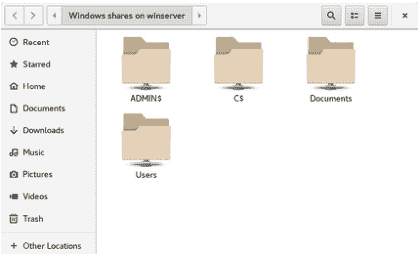 Windows shares on winserver
Recent
Starred
Home
Documents
Downloads
Music
Pictures
Videos
Trash
+ Other Locations
ADMIN$
C$
Documents
Users